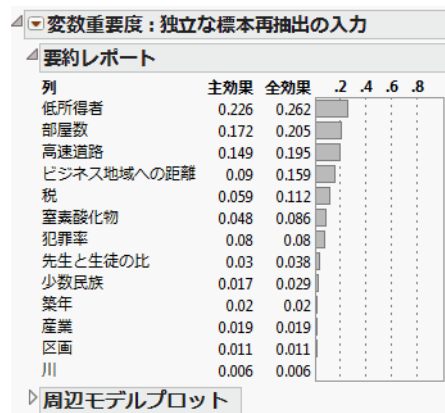 変数重要度：独立な標本再抽出の入力
要約レポート
列 主効果 全効果 .2 .4 .6 .8
低所得者 0.226 0.262
部屋数 0.172 0.205
高速道路 0.149 0.195
ビジネス地域への距離 0.09 0.159
税 0.059 0.112
窒素酸化物 0.048 0.086
犯罪率 0.08 0.08
先生と生徒の比 0.03 0.038
少数民族 0.017 0.029
築年 0.02 0.02
産業 0.019 0.019
区画 0.011 0.011
川 0.006 0.006
周辺モデルプロット